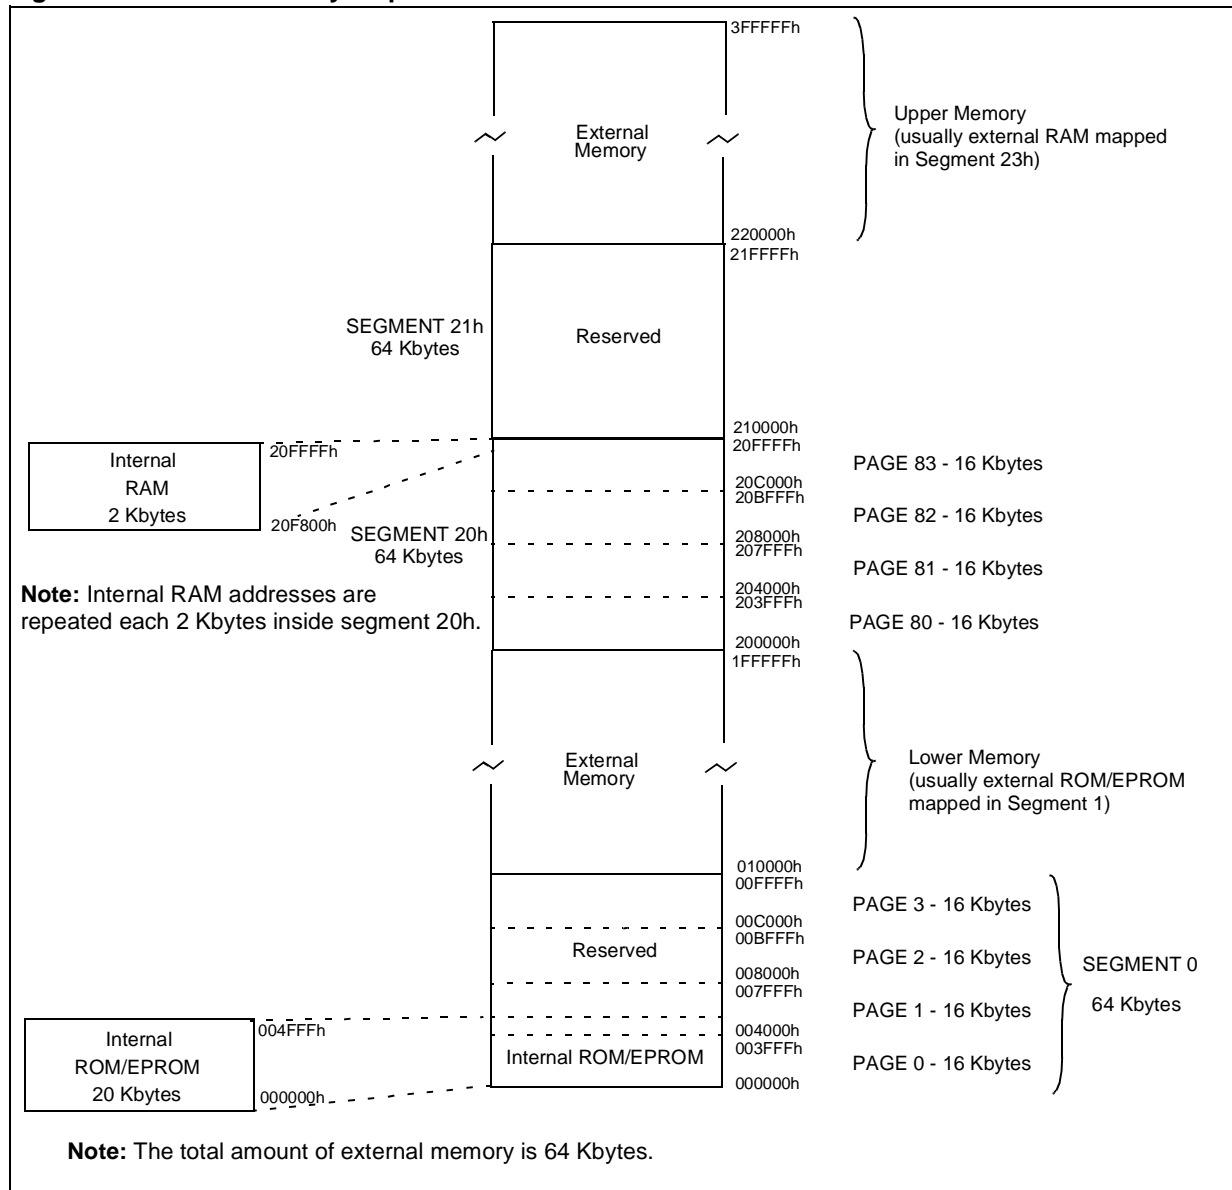 3FFFFFh
External
Memory
Upper Memory
(usually external RAM mapped
in Segment 23h)
220000h
21FFFFh
SEGMENT 21h
64 Kbytes
Reserved
210000h
20FFFFh
20FFFFh
Internal
RAM
2 Kbytes
20F800h
PAGE 83 - 16 Kbytes
20C000h
20BFFFh
PAGE 82 - 16 Kbytes
SEGMENT 20h
64 Kbytes
208000h
207FFFh
PAGE 81 - 16 Kbytes
Note: Internal RAM addresses are
repeated each 2 Kbytes inside segment 20h.
204000h
203FFFh
PAGE 80 - 16 Kbytes
200000h
1FFFFFh
External
Memory
Lower Memory
(usually external ROM/EPROM
mapped in Segment 1)
010000h
00FFFFh
PAGE 3 - 16 Kbytes
00C000h
00BFFFh
Reserved
PAGE 2 - 16 Kbytes
SEGMENT 0
64 Kbytes
008000h
007FFFh
PAGE 1 - 16 Kbytes
004FFFh
Internal
ROM/EPROM
20 Kbytes
000000h
004000h
003FFFh
Internal ROM/EPROM
PAGE 0 - 16 Kbytes
000000h
Note: The total amount of external memory is 64 Kbytes.